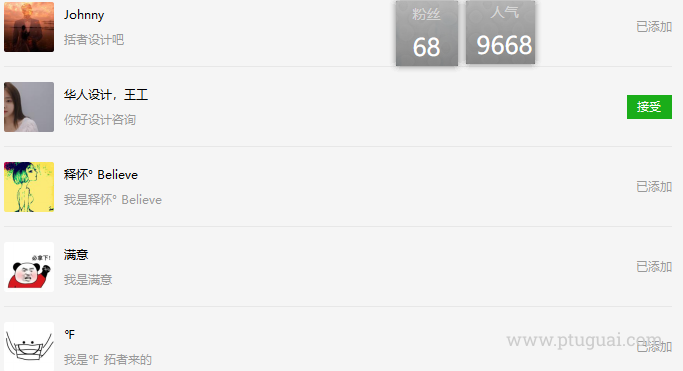 Johnny
括者设计吧
粉丝
68
人气
9668
已添加
华人设计，王工
你好设计咨询
接受
释怀° Believe
我是释怀° Believe
已添加
必拿下!
满意
我是满意
已添加
°F
我是°F 拓者来的
www.ptuguai.com
已添加